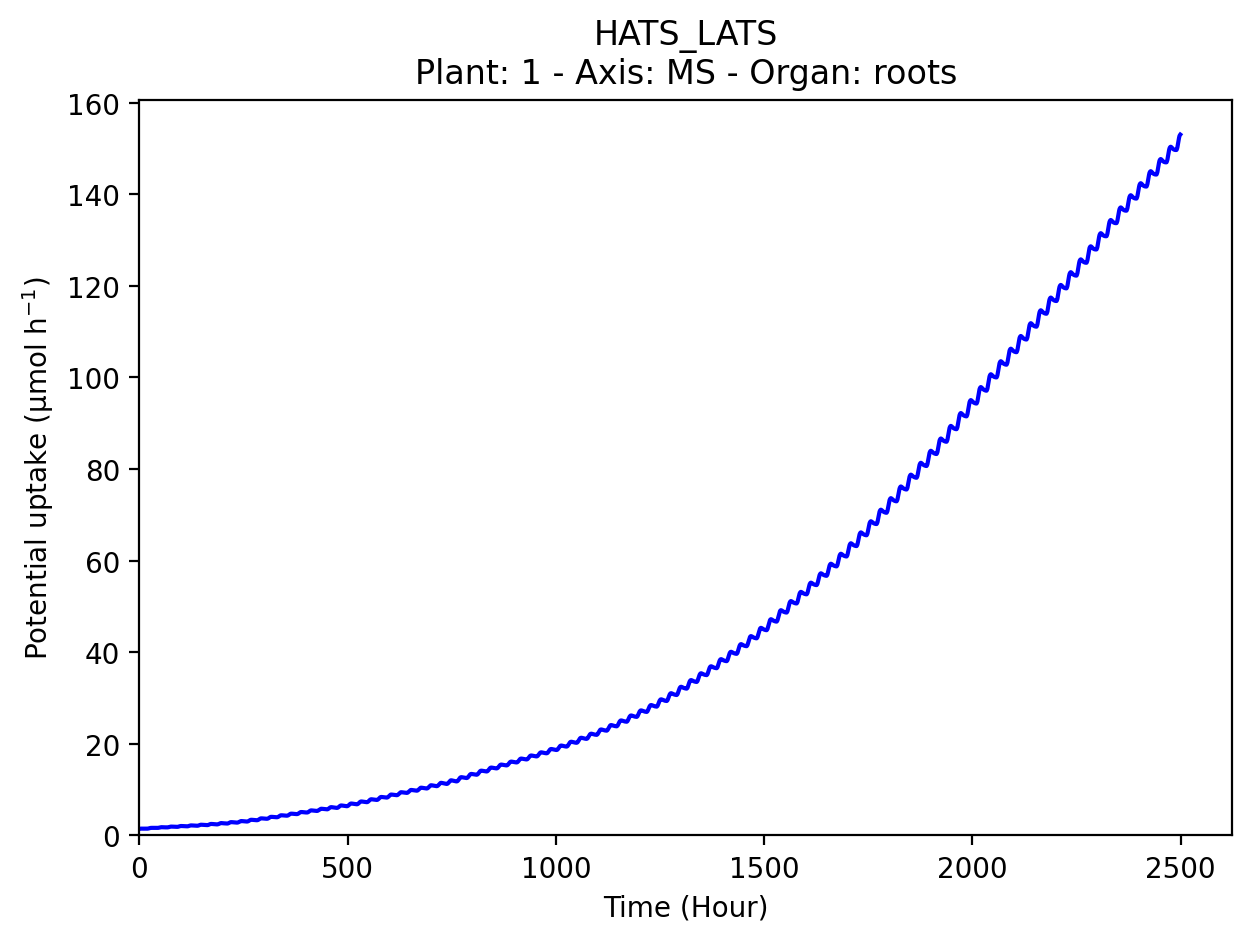 HATS_LATS
Plant: 1 - Axis: MS - Organ: roots
160
140
120
100
80
60
40
20
0
Potential uptake (µmol h⁻¹)
0 500 1000 1500 2000 2500
Time (Hour)